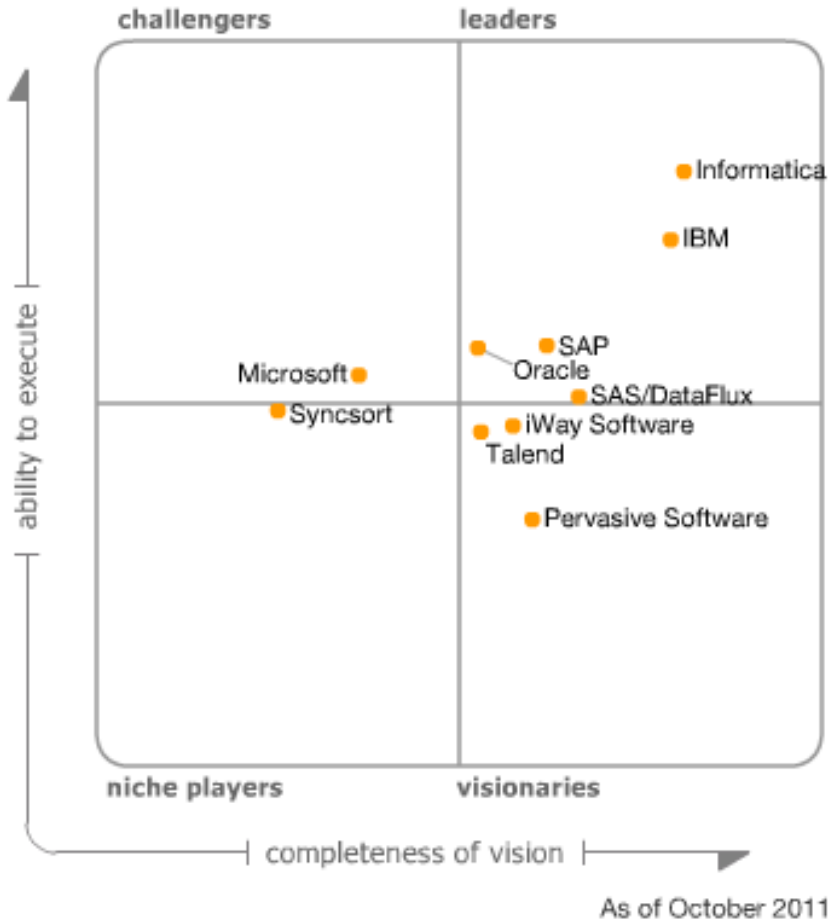 challengers
leaders
Informatica
IBM
SAP
Oracle
Microsoft
SAS/DataFlux
Syncsort
iWay Software
Talend
Pervasive Software
ability to execute
niche players
visionaries
completeness of vision
As of October 2011